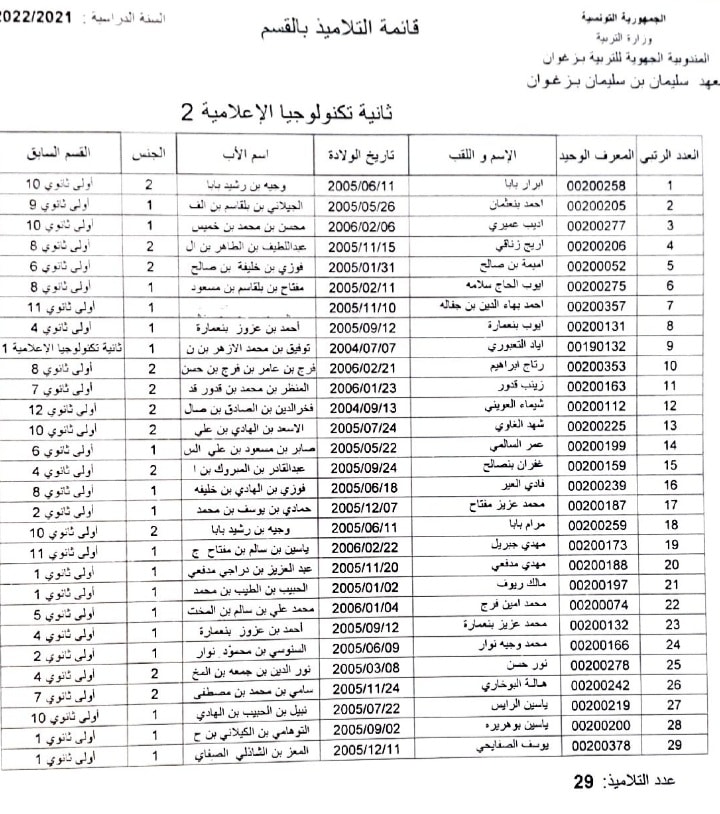 الجمهورية التونسية
وزارة التربية
المندوبية الجهوية للتربية بـزغوان
معهد سليمان بن سليمان بـزغوان
السنة الدراسية : 2022/2021
قائمة التلاميذ بالقسم
ثانية تكنولوجيا الإعلامية 2
العدد الرتبي المعرف الوحيد الإسم و اللقب تاريخ الولادة اسم الأب الجنس القسم السابق
1 00200258 ابرار بابا 2005/06/11 وجيه بن رشيد بابا 2 أولى ثانوي 10
2 00200205 احمد بنعثمان 2005/05/26 الجيلاني بن بلقاسم بن الف 1 أولى ثانوي 9
3 00200277 اديب عميري 2006/02/06 محسن بن محمد بن خميس 1 أولى ثانوي 10
4 00200206 اريج زناقي 2005/11/15 عبداللطيف بن الطاهر بن ال 2 أولى ثانوي 8
5 00200052 اميمة بن صالح 2005/01/31 فوزي بن خليفة بن صالح 2 أولى ثانوي 6
6 00200275 ايوب الحاج سلامه 2005/02/11 مفتاح بن بلقاسم بن مسعود 1 أولى ثانوي 8
7 00200357 احمد بهاء الدين بن جفاله 2005/11/10 1 أولى ثانوي 11
8 00200131 ايوب بنعمارة 2005/09/12 أحمد بن عزوز بنعمارة 1 أولى ثانوي 4
9 00190132 اياد التعبوري 2004/07/07 توفيق بن محمد الازهر بن ن 1 ثانية تكنولوجيا الإعلامية 1
10 00200353 رتاج ابراهيم 2006/02/21 فرج بن عامر بن فرج بن حسن 2 أولى ثانوي 8
11 00200163 زينب قدور 2006/01/23 المنظر بن محمد بن قدور قد 2 أولى ثانوي 7
12 00200112 شيماء العويني 2004/09/13 فخرالدين بن الصادق بن صال 2 أولى ثانوي 12
13 00200225 شهد الغاوي 2005/07/24 الاسعد بن الهادي بن علي 2 أولى ثانوي 10
14 00200199 عمر السالمي 2005/05/22 صابر بن مسعود بن علي الس 1 أولى ثانوي 6
15 00200159 غفران بنصالح 2005/09/24 عبدالقادر بن المبروك بن ا 2 أولى ثانوي 4
16 00200239 فادي العبر 2005/06/18 فوزي بن الهادي بن خليفه 1 أولى ثانوي 8
17 00200187 محمد عزيز مفتاح 2005/12/07 حمادي بن يوسف بن محمد 1 أولى ثانوي 2
18 00200259 مرام بابا 2005/06/11 وجيه بن رشيد بابا 2 أولى ثانوي 10
19 00200173 مهدي جبريل 2006/02/22 ياسين بن سالم بن مفتاح ج 1 أولى ثانوي 11
20 00200188 مهدي مدفعي 2005/11/20 عبد العزيز بن دراجي مدفعي 1 أولى ثانوي 1
21 00200197 مالك ريوف 2005/01/02 الحبيب بن الطيب بن محمد 1 أولى ثانوي 1
22 00200074 محمد امين فرج 2006/01/04 محمد علي بن سالم بن المخت 1 أولى ثانوي 5
23 00200132 محمد عزيز بنعمارة 2005/09/12 أحمد بن عزوز بنعمارة 1 أولى ثانوي 4
24 00200166 محمد وجيه نوار 2005/06/09 السنوسي بن محمؤد نوار 1 أولى ثانوي 2
25 00200278 نور حسن 2005/03/08 نور الدين بن جمعه بن المخ 2 أولى ثانوي 4
26 00200242 هالة البوخاري 2005/11/24 سامي بن محمد بن مصطفى 2 أولى ثانوي 7
27 00200219 ياسين الرايس 2005/07/22 نبيل بن الحبيب بن الهادي 1 أولى ثانوي 10
28 00200200 ياسين بوهريره 2005/09/02 التوهامي بن الكيلاني بن ح 1 أولى ثانوي 1
29 00200378 يوسف الصفايحي 2005/12/11 المعز بن الشاذلي الصفاي 1 أولى ثانوي 1
عدد التلاميذ: 29